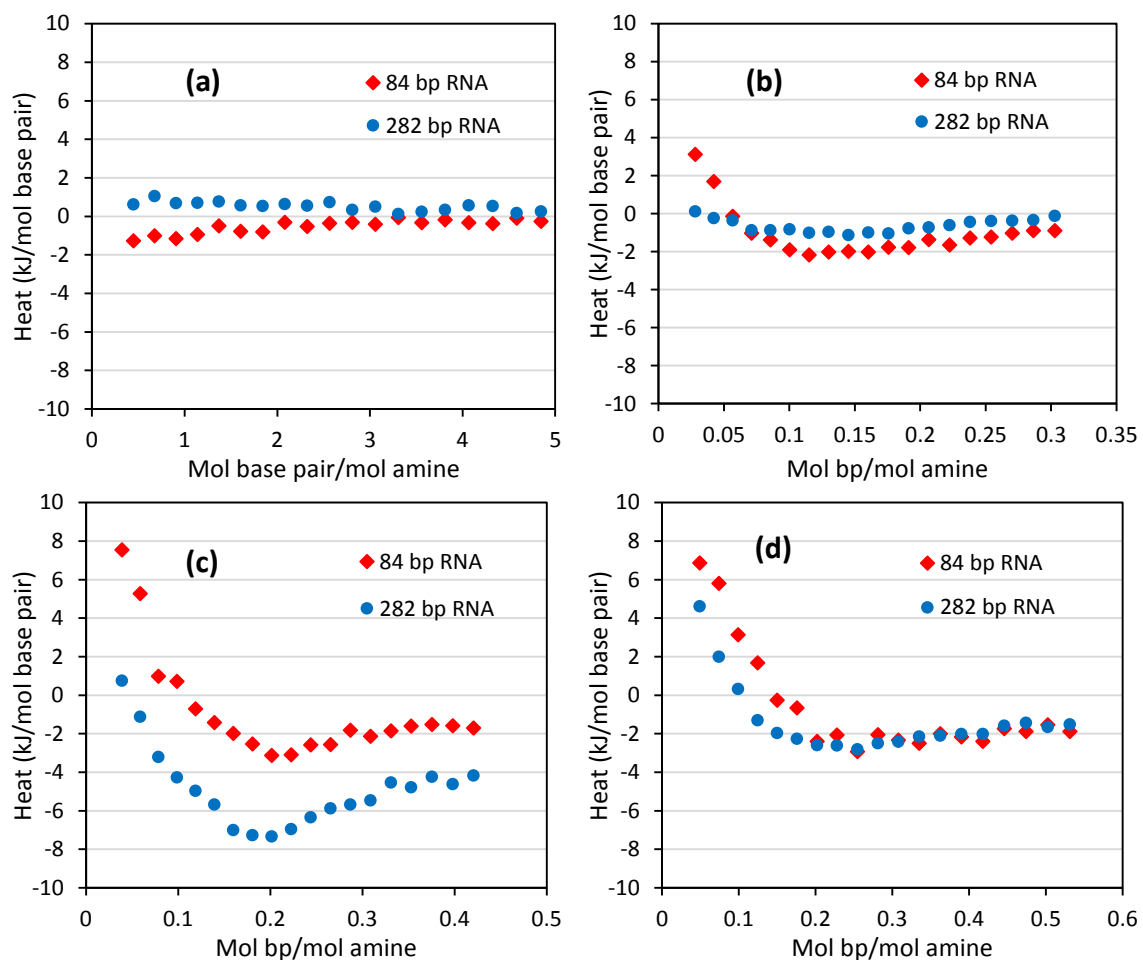 (a)
84 bp RNA
282 bp RNA
Heat (kJ/mol base pair)
10
8
6
4
2
0
-2
-4
-6
-8
-10
0 1 2 3 4 5
Mol base pair/mol amine
(b)
84 bp RNA
282 bp RNA
Heat (kJ/mol base pair)
10
8
6
4
2
0
-2
-4
-6
-8
-10
0 0.05 0.1 0.15 0.2 0.25 0.3 0.35
Mol bp/mol amine
(c)
84 bp RNA
282 bp RNA
Heat (kJ/mol base pair)
10
8
6
4
2
0
-2
-4
-6
-8
-10
0 0.1 0.2 0.3 0.4 0.5
Mol bp/mol amine
(d)
84 bp RNA
282 bp RNA
Heat (kJ/mol base pair)
10
8
6
4
2
0
-2
-4
-6
-8
-10
0 0.1 0.2 0.3 0.4 0.5 0.6
Mol bp/mol amine